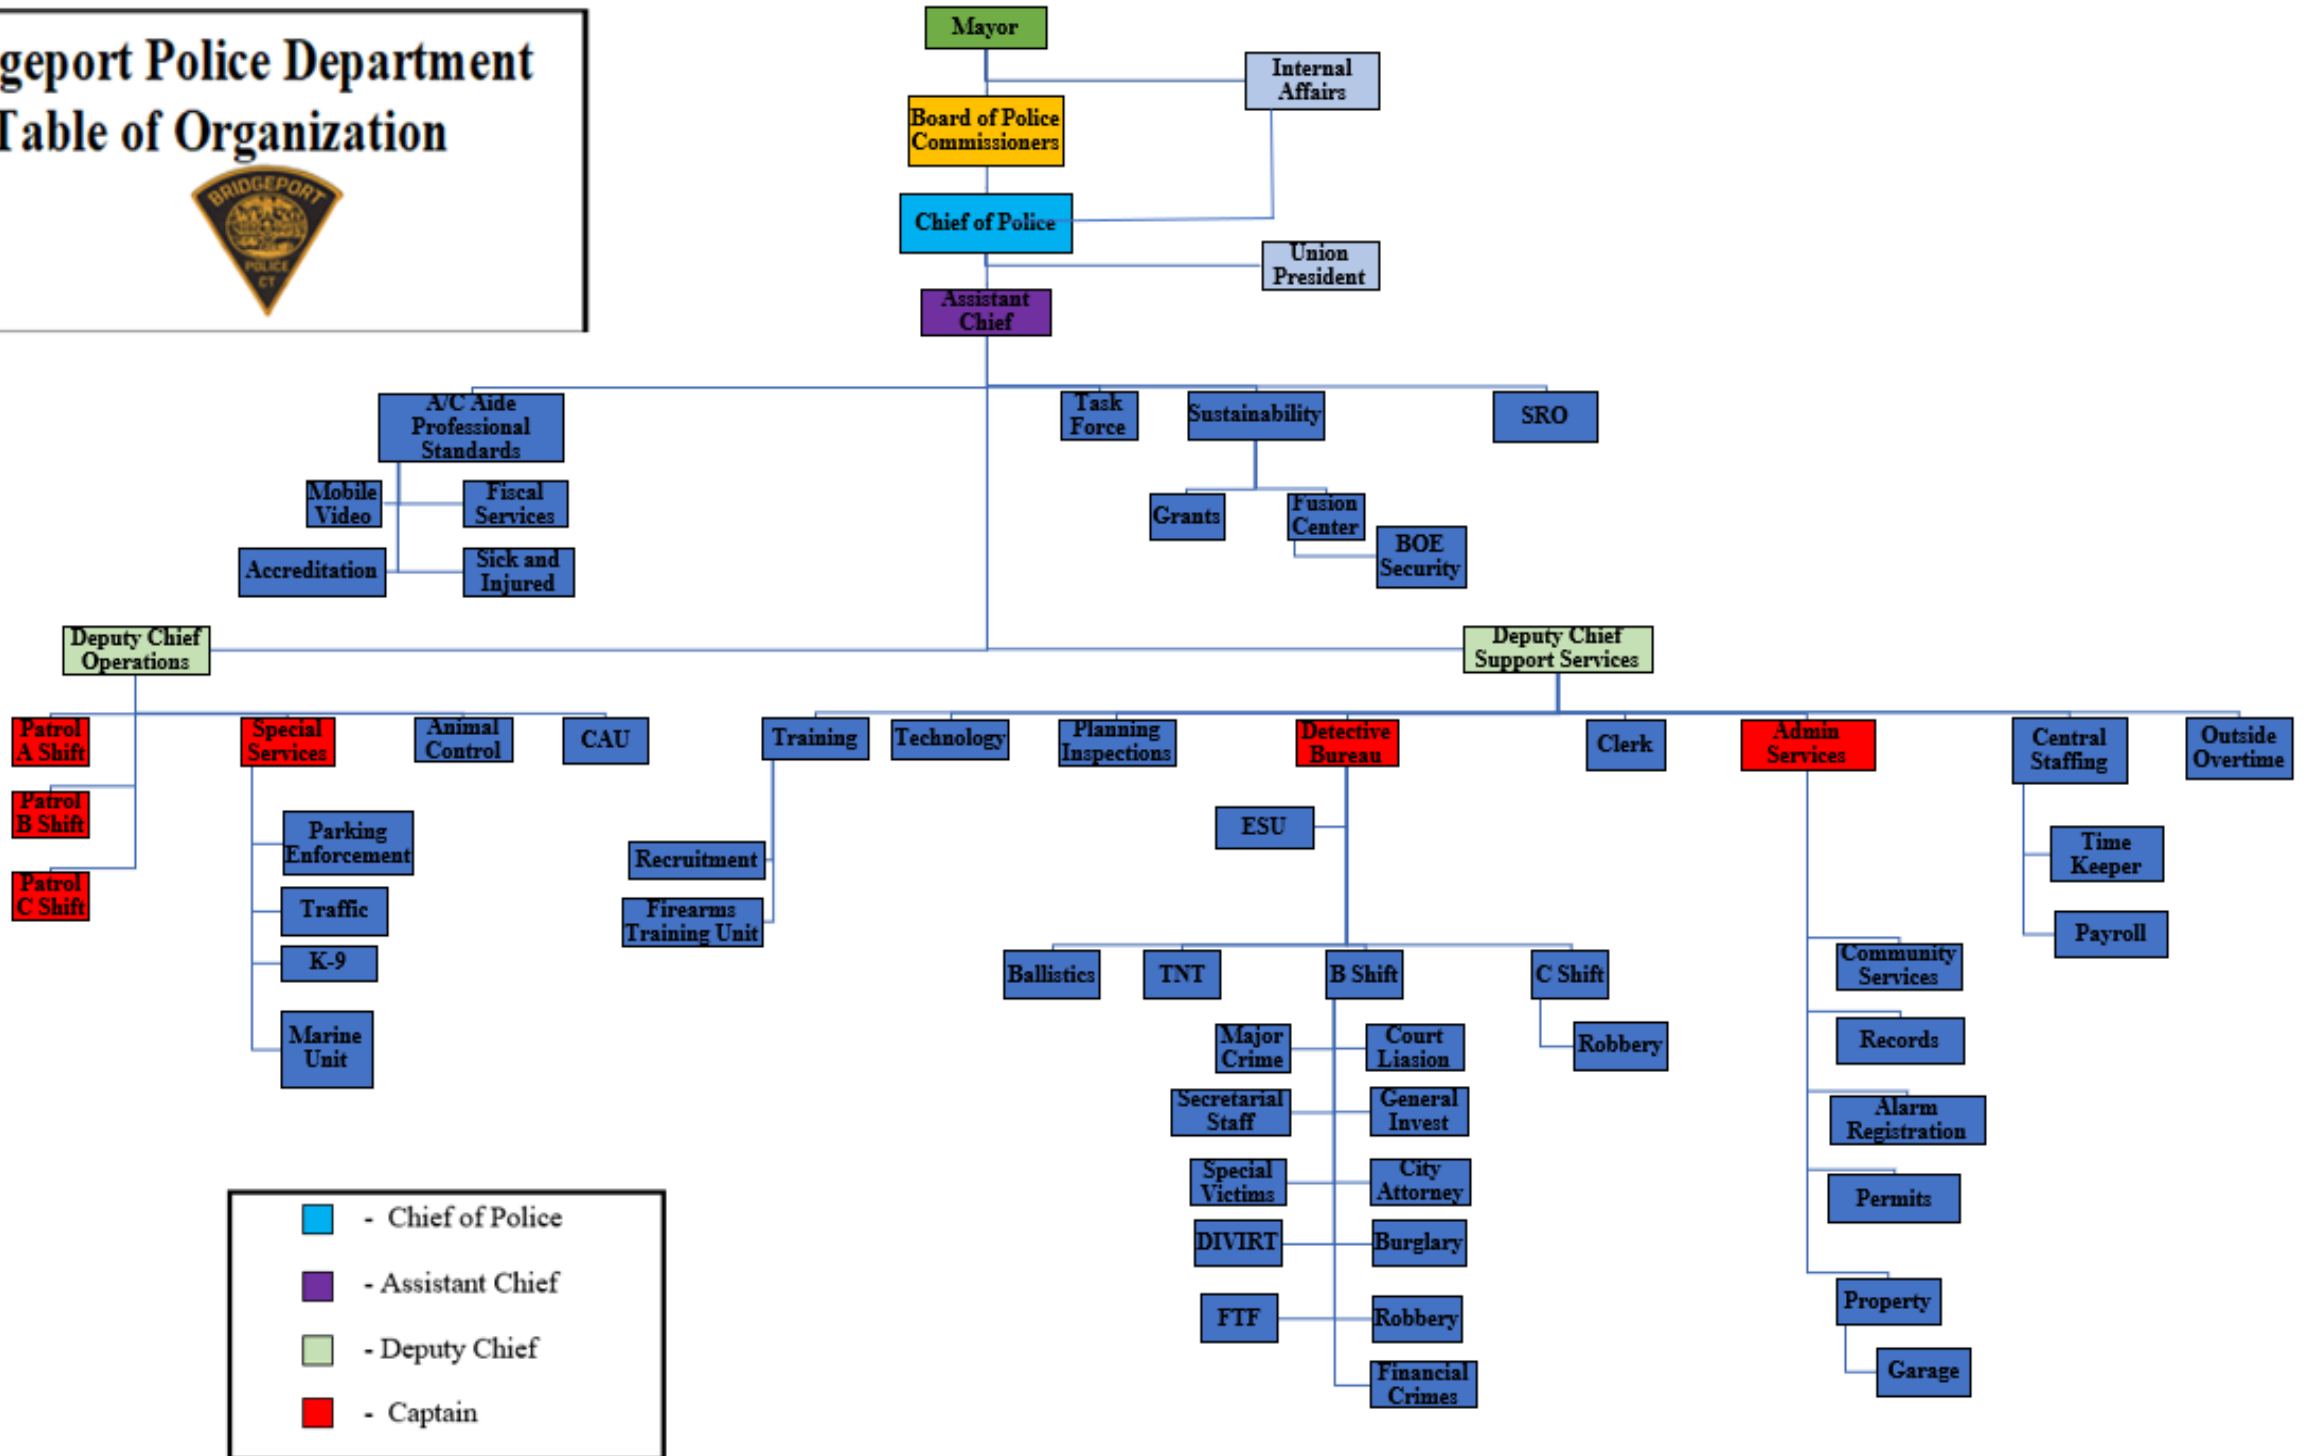 geport Police Department
Table of Organization
BRIDGEPORT
POLICE
CT
Mayor
Internal
Affairs
Board of Police
Commissioners
Chief of Police
Union
President
Assistant
Chief
A/C Aide
Professional
Standards
Task
Force
Sustainability
SRO
Mobile
Video
Fiscal
Services
Grants
Fusion
Center
BOE
Security
Accreditation
Sick and
Injured
Deputy Chief
Operations
Deputy Chief
Support Services
Patrol
A Shift
Special
Services
Animal
Control
CAU
Training
Technology
Planning
Inspections
Detective
Bureau
Clerk
Admin
Services
Central
Staffing
Outside
Overtime
Patrol
B Shift
Patrol
C Shift
Parking
Enforcement
Traffic
K-9
Marine
Unit
Recruitment
Firearms
Training Unit
ESU
Time
Keeper
Payroll
Ballistics
TNT
B Shift
C Shift
Robbery
Major
Crime
Court
Liasion
Secretarial
Staff
General
Invest
Special
Victims
City
Attorney
DIVIRT
Burglary
FTF
Robbery
Financial
Crimes
Community
Services
Records
Alarm
Registration
Permits
Property
Garage
- Chief of Police
- Assistant Chief
- Deputy Chief
- Captain